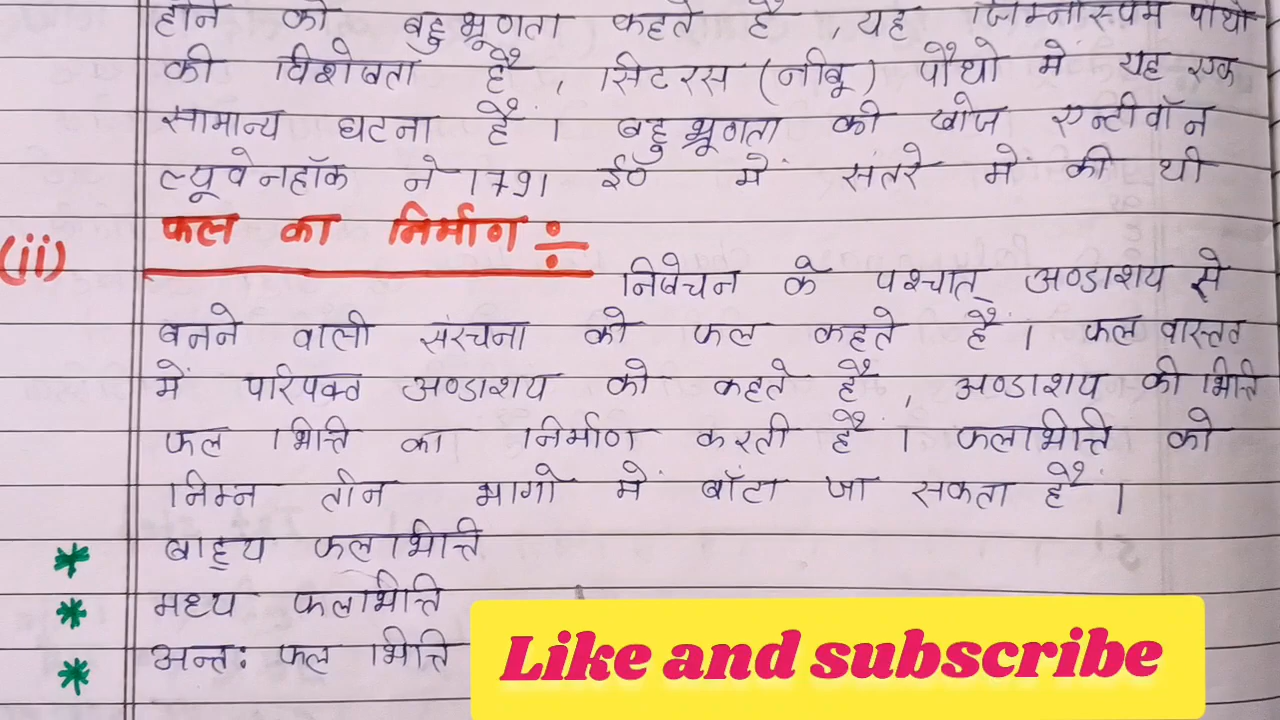 होने को बहुभ्रूणता कहते हैं , यह जिम्नोस्पर्म पौधों
की विशेषता है , सिटरस (नीबू) पौधो में यह एक
सामान्य घटना है । बहुभ्रूणता की खोज एन्टीवॉन
ल्यूवेनहॉक ने 1791 ई० में संतरे में की थी
(ii) फल का निर्माण ÷
निषेचन के पश्चात् अण्डाशय से
बनने वाली संरचना को फल कहते हैं । फल वास्तव
में परिपक्व अण्डाशय को कहते हैं , अण्डाशय की भित्ति
फल भित्ति का निर्माण करती है । फलभित्ति को
निम्न तीन भागो में बॉटा जा सकता है ।
* बाह्य फलभित्ति
* मध्य फलभित्ति
* अन्तः फल भित्ति
Like and subscribe